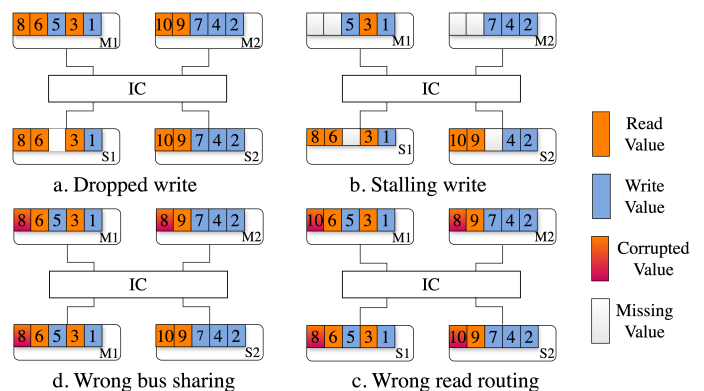 8 6 5 3 1
M1
10 9 7 4 2
M2
IC
8 6 3 1
S1
10 9 7 4 2
S2
a. Dropped write
5 3 1
M1
7 4 2
M2
IC
8 6 3 1
S1
10 9 4 2
S2
b. Stalling write
8 6 5 3 1
M1
8 9 7 4 2
M2
IC
8 6 5 3 1
M1
10 9 7 4 2
S2
d. Wrong bus sharing
10 6 5 3 1
M1
8 9 7 4 2
M2
IC
8 6 5 3 1
S1
10 9 7 4 2
S2
c. Wrong read routing
Read
Value
Write
Value
Corrupted
Value
Missing
Value